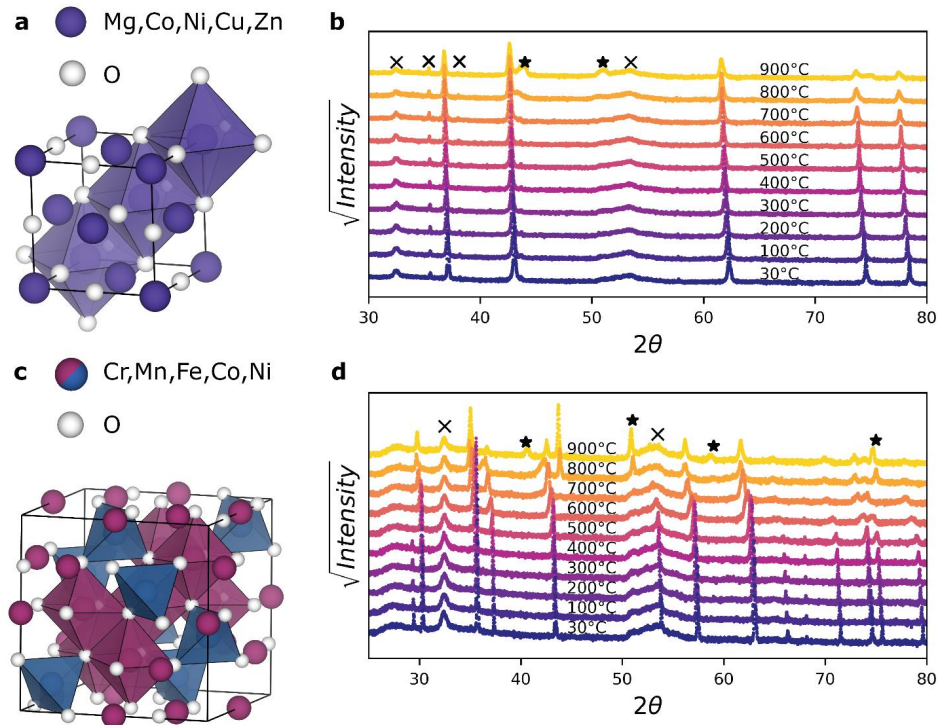 a
Mg,Co,Ni,Cu,Zn
O
b
900°C
800°C
700°C
600°C
500°C
400°C
300°C
200°C
100°C
30°C
√Intensity
30 40 50 60 70 80
2θ
c
Cr,Mn,Fe,Co,Ni
O
d
900°C
800°C
700°C
600°C
500°C
400°C
300°C
200°C
100°C
30°C
√Intensity
30 40 50 60 70 80
2θ